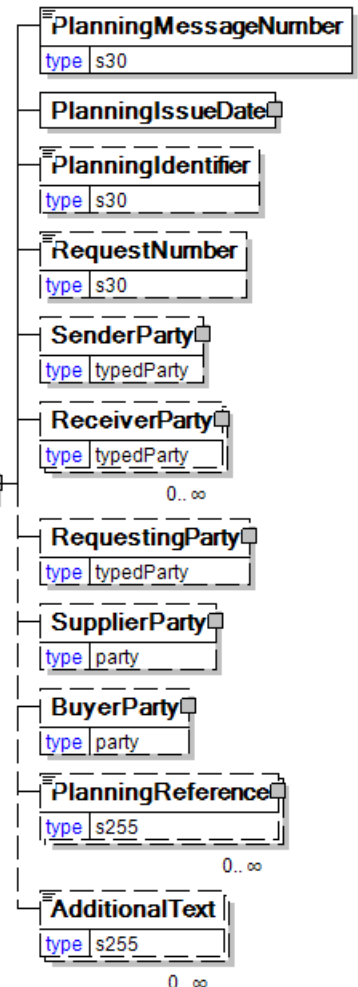 PlanningMessageNumber
type s30
PlanningIssueDate
PlanningIdentifier
type s30
RequestNumber
type s30
SenderParty
type typedParty
ReceiverParty
type typedParty
0.. ∞
RequestingParty
type typedParty
SupplierParty
type party
BuyerParty
type party
PlanningReference
type s255
0.. ∞
AdditionalText
type s255
0.. ∞